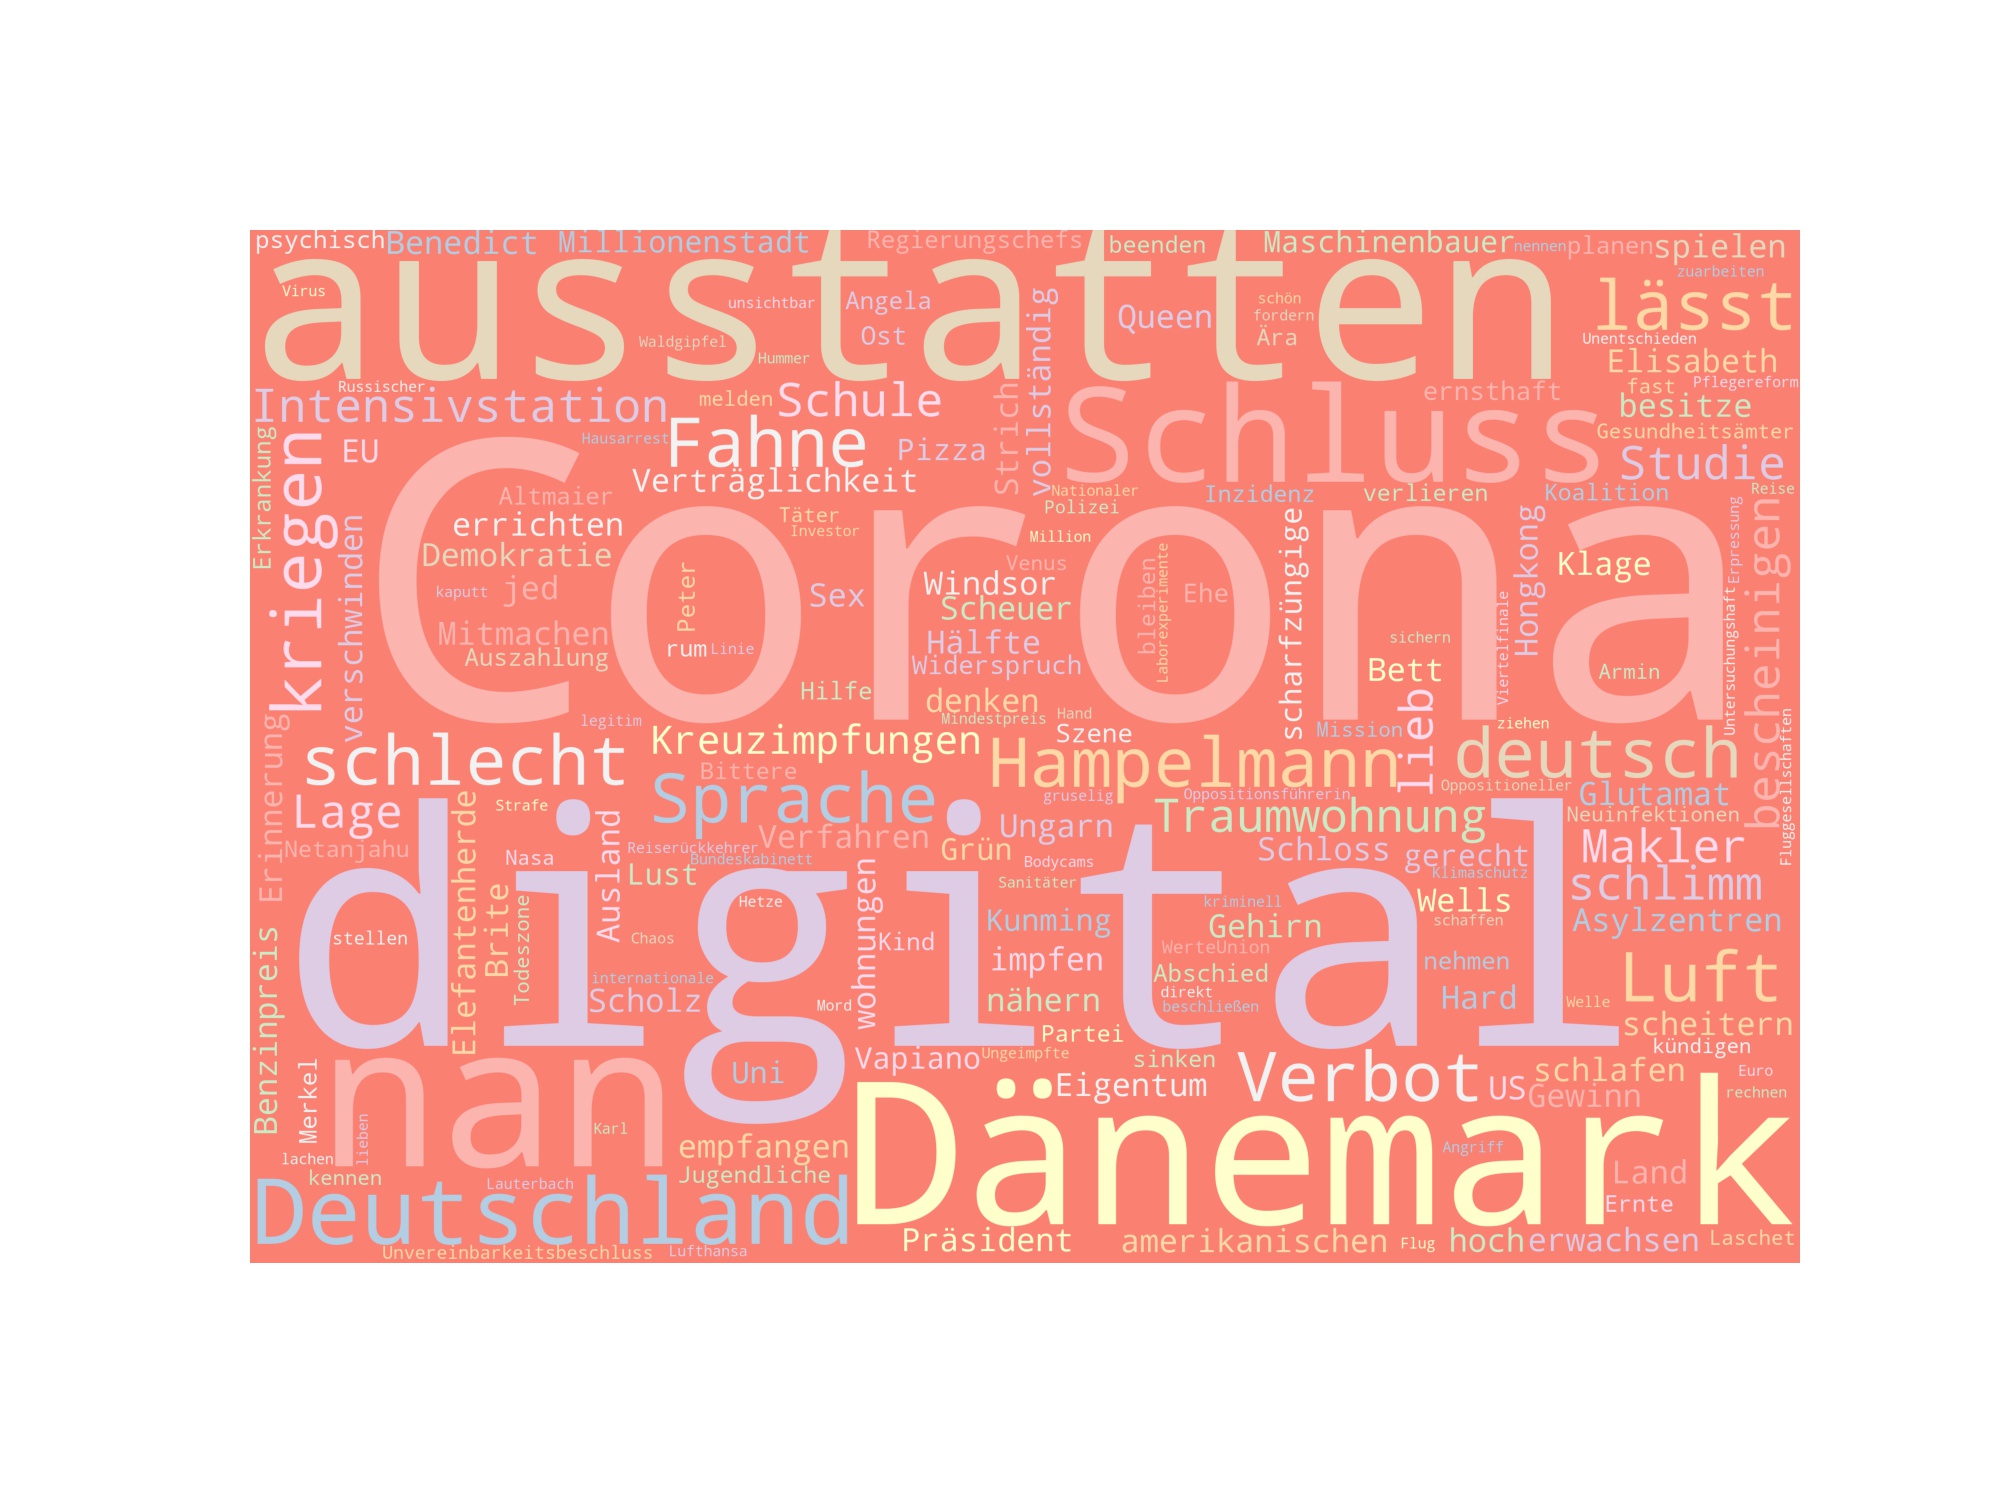 psychisch
Benedict
Millionenstadt
Regierungschefs
beenden
Maschinenbauer
nennen
planen
spielen
zuarbeiten
ausstatten
Virus
unsichtbar
Angela
Ost
Waldgipfel
Hummer
vollständig
Queen
schön
fordern
Ära
lässt
Unentschieden
Elisabeth
Russischer
Intensivstation
melden
Schule
Strich
Schluss
ernsthaft
fast
Pflegereform
besitze
Gesundheitsämter
Erkrankung
kriegen
EU
Hausarrest
Fahne
Pizza
Studie
Verträglichkeit
Nationaler
Polizei
Inzidenz
verlieren
Koalition
Reise
Corona
Altmaier
errichten
Täter
Investor
Million
scharfzüngige
Hongkong
Erpressung
bescheinigen
verschwinden
Demokratie
Venus
Laborexperimente
Klage
kaputt
jed
Peter
Sex
Windsor
bleiben
Ehe
Scheuer
Viertelfinale
Untersuchungshaft
Mitmachen
rum
Linie
Hälfte
sichern
Auszahlung
Widerspruch
Bett
Armin
Hilfe
denken
lieb
Erinnerung
legitim
Mindestpreis
Hand
Mission
ziehen
Fluggesellschaften
schlecht
Kreuzimpfungen
Szene
Hampelmann
deutsch
Bittere
Sprache
gruselig
Oppositionsführerin
Oppositioneller
Glutamat
Lage
Elefantenherde
Strafe
Ausland
Verfahren
Ungarn
Traumwohnung
Neuinfektionen
Netanjahu
Nasa
Reiserückkehrer
Bundeskabinett
Grün
Bodycams
Schloss
gerecht
Makler
Klimaschutz
Lust
Sanitäter
schlimm
digital
Brite
Todeszone
Hetze
wohnungen
kriminell
Wells
Kunming
Gehirn
schaffen
Asylzentren
Benzinpreis
stellen
Chaos
Kind
WerteUnion
impfen
nehmen
internationale
Abschied
Luft
Scholz
Mord
nähern
direkt
beschließen
Hard
Welle
Partei
scheitern
Merkel
nan
Uni
Vapiano
Ungeimpfte
sinken
Verbot
kündigen
Eigentum
US
schlafen
Euro
Gewinn
rechnen
Dänemark
lieben
Karl
empfangen
Angriff
lachen
kennen
Lauterbach
Jugendliche
Land
Deutschland
Ernte
Präsident
amerikanischen
Flug
hoch
erwachsen
Laschet
Unvereinbarkeitsbeschluss
Lufthansa